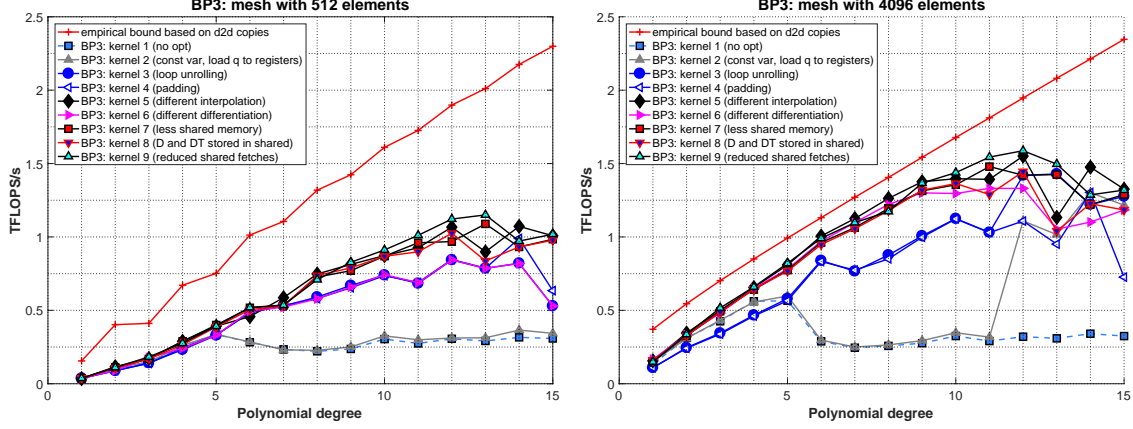 BP3: mesh with 512 elements
TFLOPS/s
2.5
2
1.5
1
0.5
0
0
5
10
15
Polynomial degree
empirical bound based on d2d copies
BP3: kernel 1 (no opt)
BP3: kernel 2 (const var, load q to registers)
BP3: kernel 3 (loop unrolling)
BP3: kernel 4 (padding)
BP3: kernel 5 (different interpolation)
BP3: kernel 6 (different differentiation)
BP3: kernel 7 (less shared memory)
BP3: kernel 8 (D and DT stored in shared)
BP3: kernel 9 (reduced shared fetches)
BP3: mesh with 4096 elements
TFLOPS/s
2.5
2
1.5
1
0.5
0
0
5
10
15
Polynomial degree
empirical bound based on d2d copies
BP3: kernel 1 (no opt)
BP3: kernel 2 (const var, load q to registers)
BP3: kernel 3 (loop unrolling)
BP3: kernel 4 (padding)
BP3: kernel 5 (different interpolation)
BP3: kernel 6 (different differentiation)
BP3: kernel 7 (less shared memory)
BP3: kernel 8 (D and DT stored in shared)
BP3: kernel 9 (reduced shared fetches)